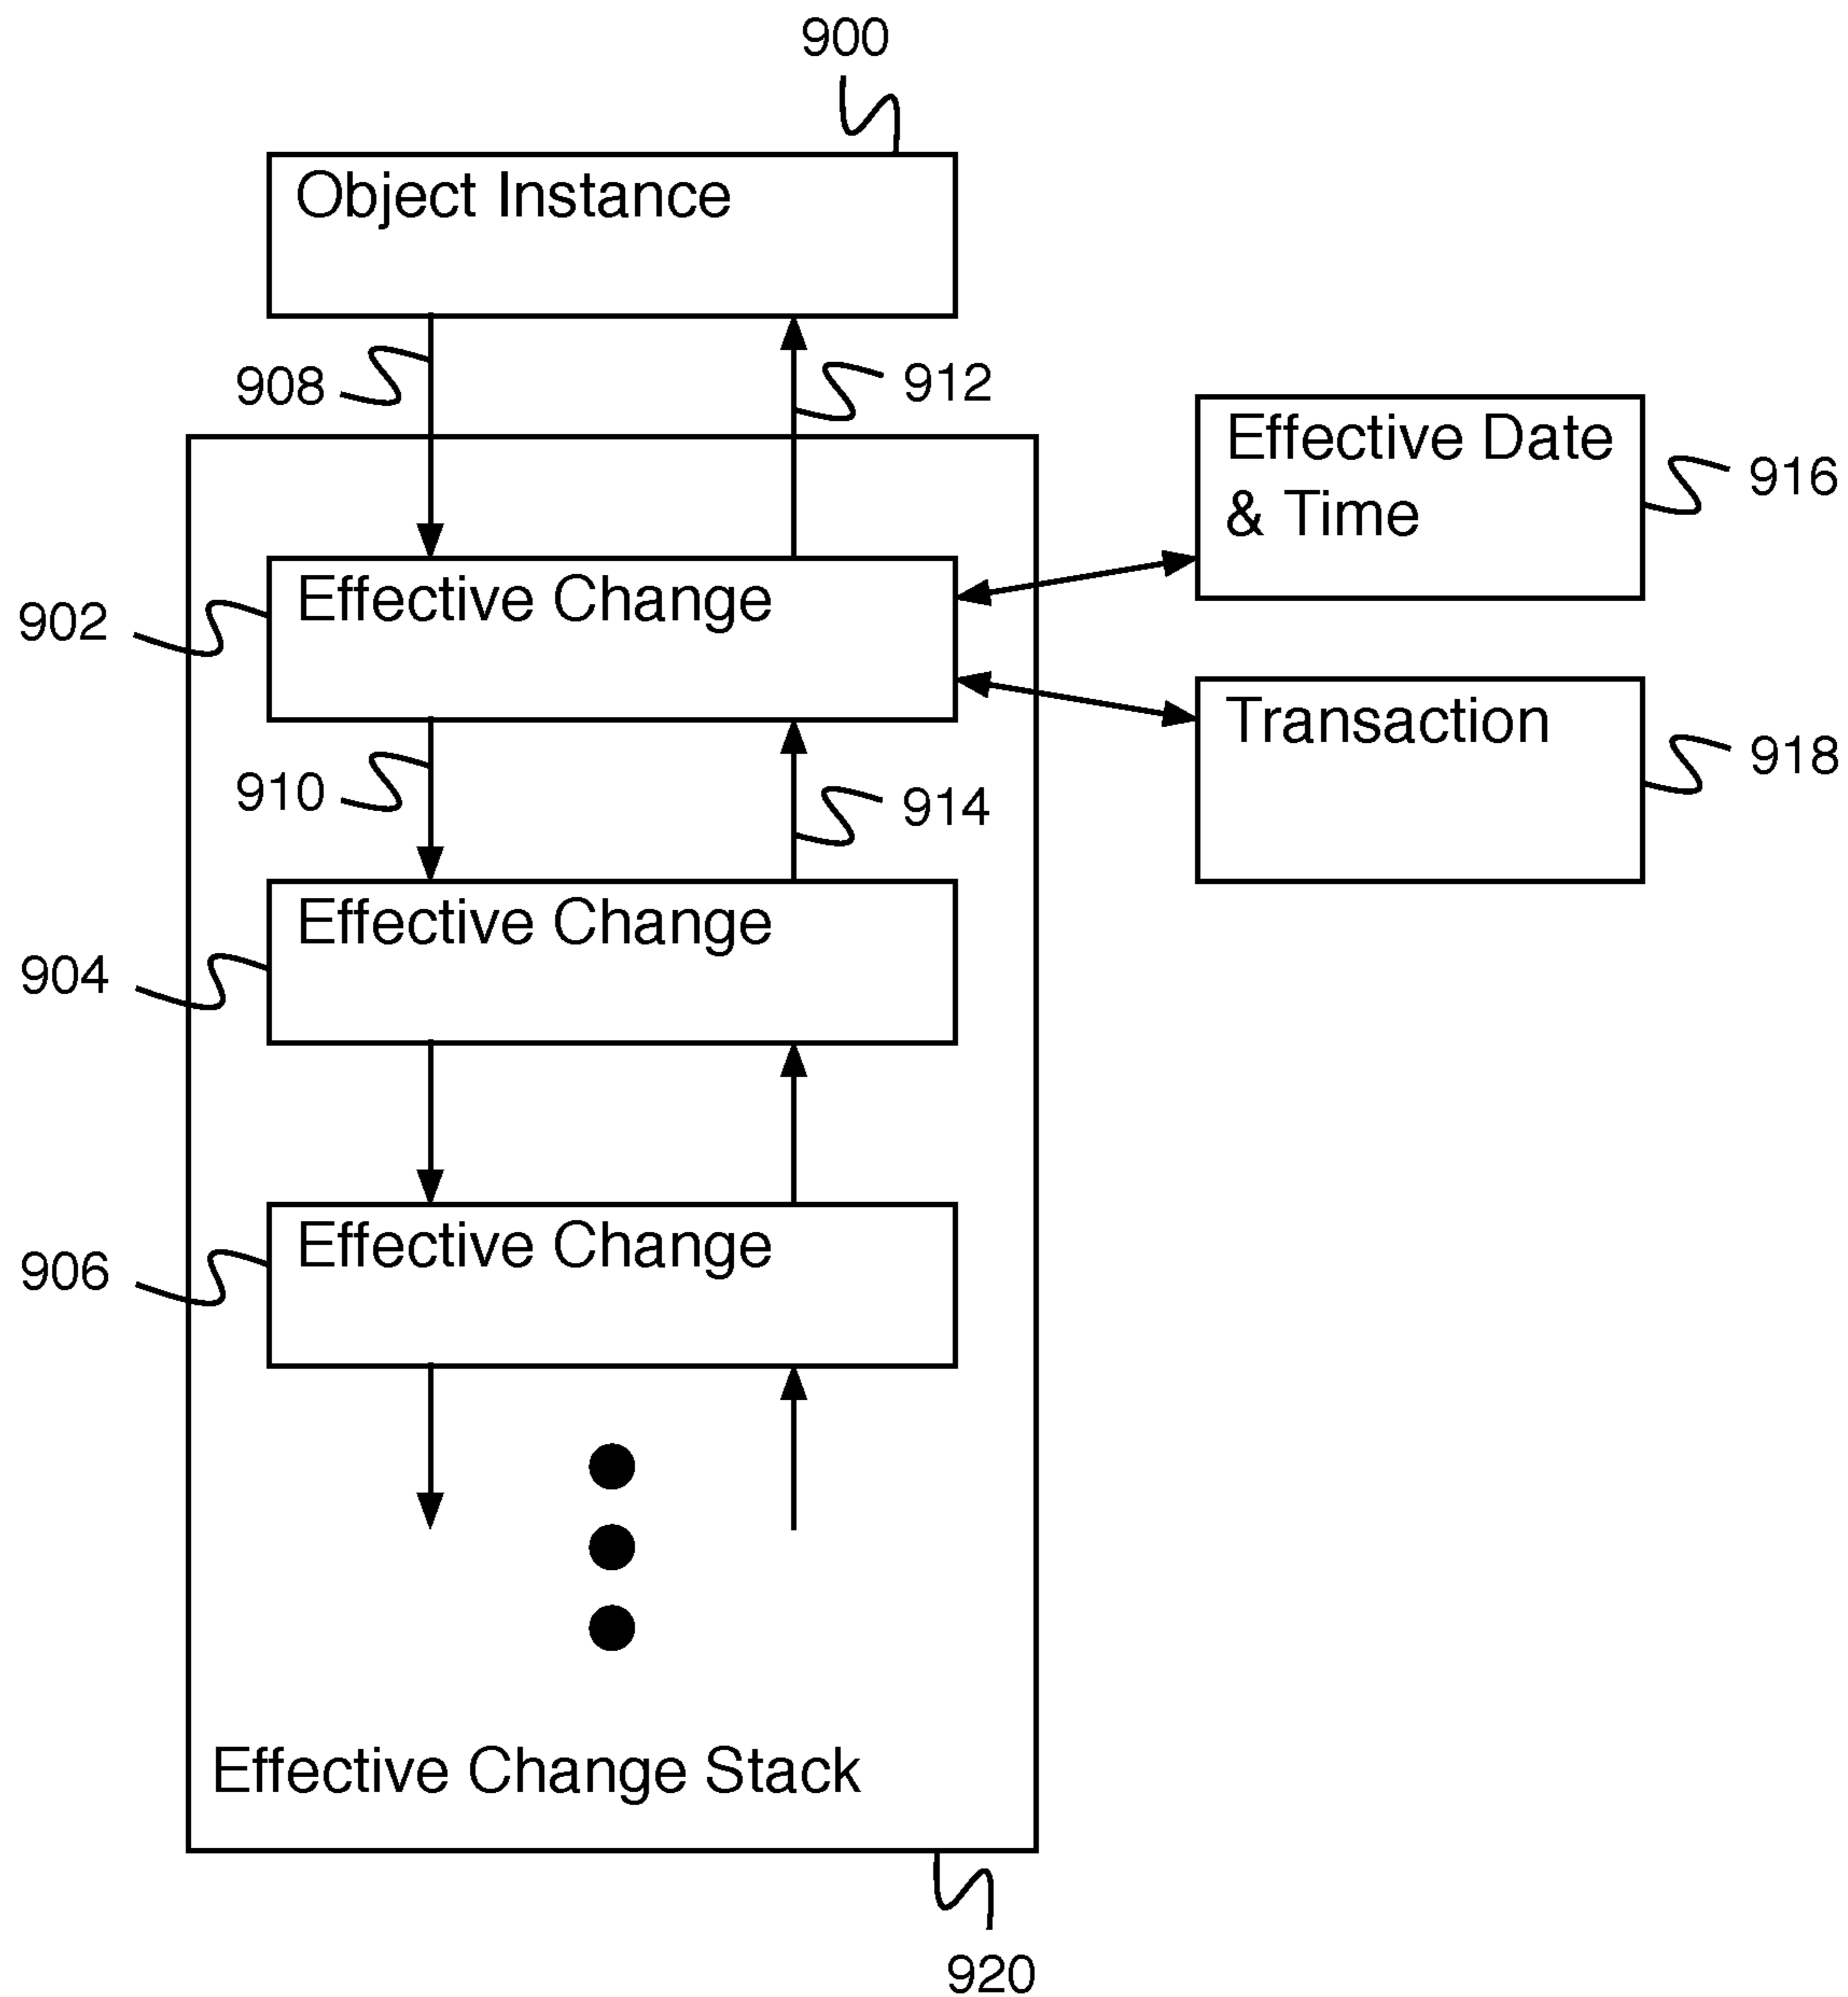 900
Object Instance
908
912
Effective Date
& Time
916
902
Effective Change
Transaction
918
910
914
904
Effective Change
906
Effective Change
Effective Change Stack
920